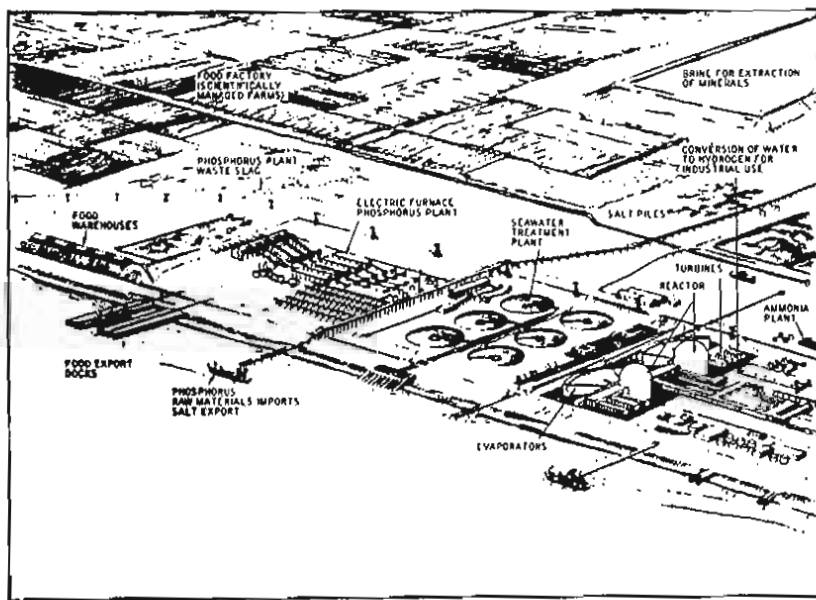 FOOD FACTORY
(SCIENTIFICALLY
MANAGED FARMS)
BRINE FOR EXTRACTION
OF MINERALS
PHOSPHORUS PLANT
WASTE SLAG
CONVERSION OF WATER
TO HYDROGEN FOR
INDUSTRIAL USE
FOOD
WAREHOUSES
ELECTRIC FURNACE
PHOSPHORUS PLANT
SEAWATER
TREATMENT
PLANT
SALT PILES
TURBINES
REACTOR
AMMONIA
PLANT
FOOD EXPORT
DOCKS
PHOSPHORUS
RAW MATERIALS IMPORTS
SALT EXPORT
EVAPORATORS